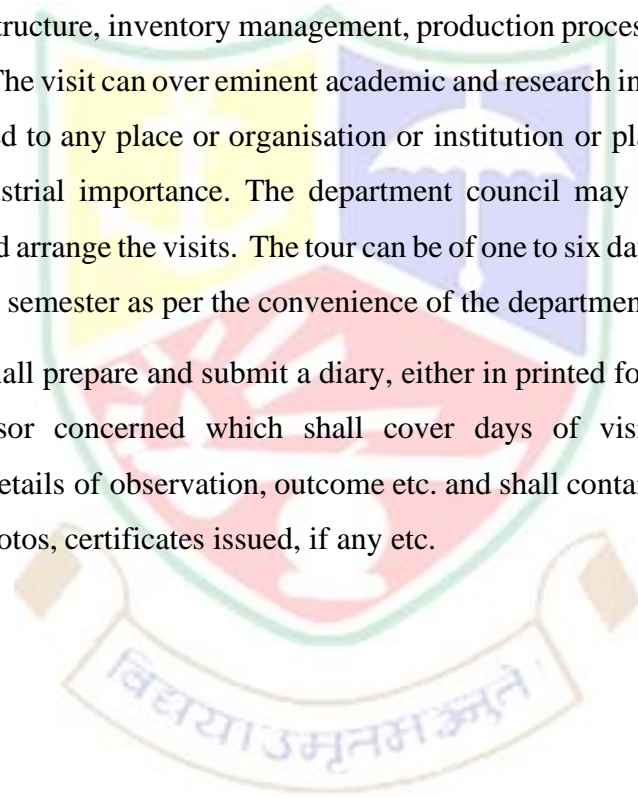 tructure, inventory management, production proces
The visit can over eminent academic and research in
ed to any place or organisation or institution or pla
ustrial importance. The department council may
d arrange the visits. The tour can be of one to six da
semester as per the convenience of the departmen
all prepare and submit a diary, either in printed fo
sor concerned which shall cover days of vis
etails of observation, outcome etc. and shall conta
otos, certificates issued, if any etc.
विद्यया ऽमृतमश्नुते